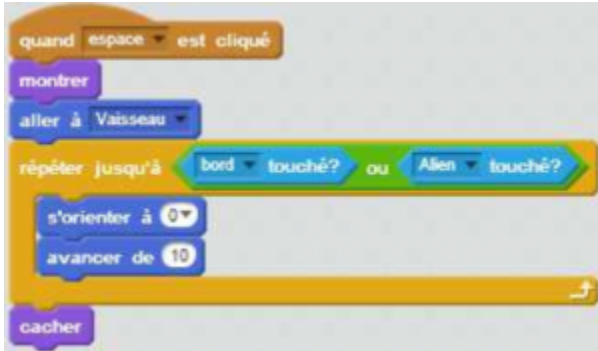 quand espace est cliqué
montrer
aller à Vaisseau
répéter jusqu'à bord touché? ou Alien touché?
s'orienter à 0
avancer de 10
cacher